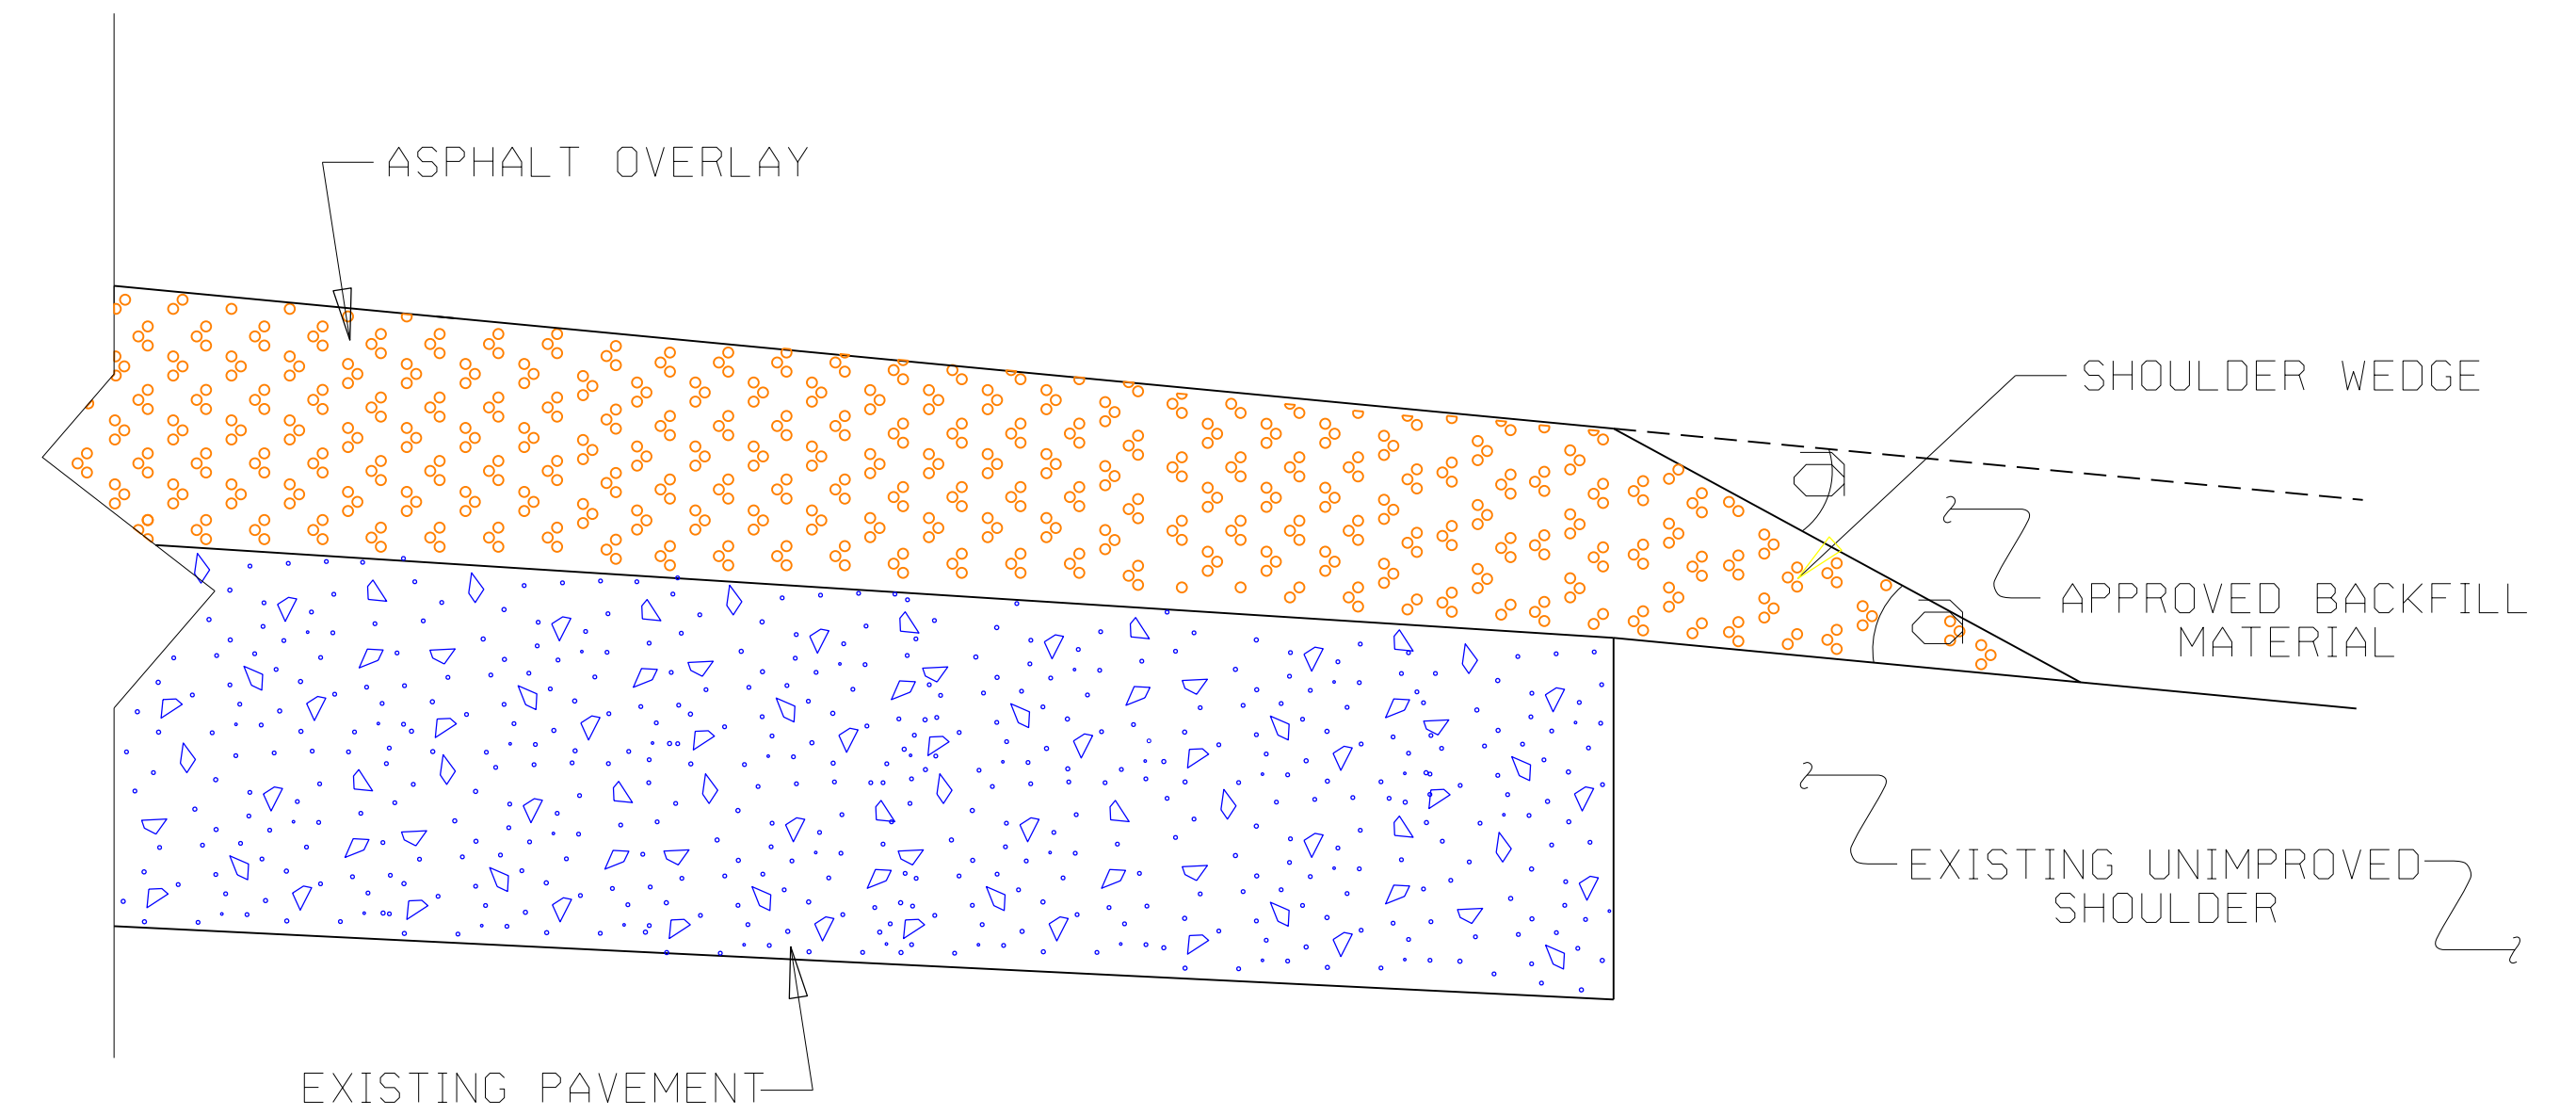 ASPHALT OVERLAY
SHOULDER WEDGE
a
APPROVED BACKFILL
MATERIAL
a
EXISTING UNIMPROVED
SHOULDER
EXISTING PAVEMENT